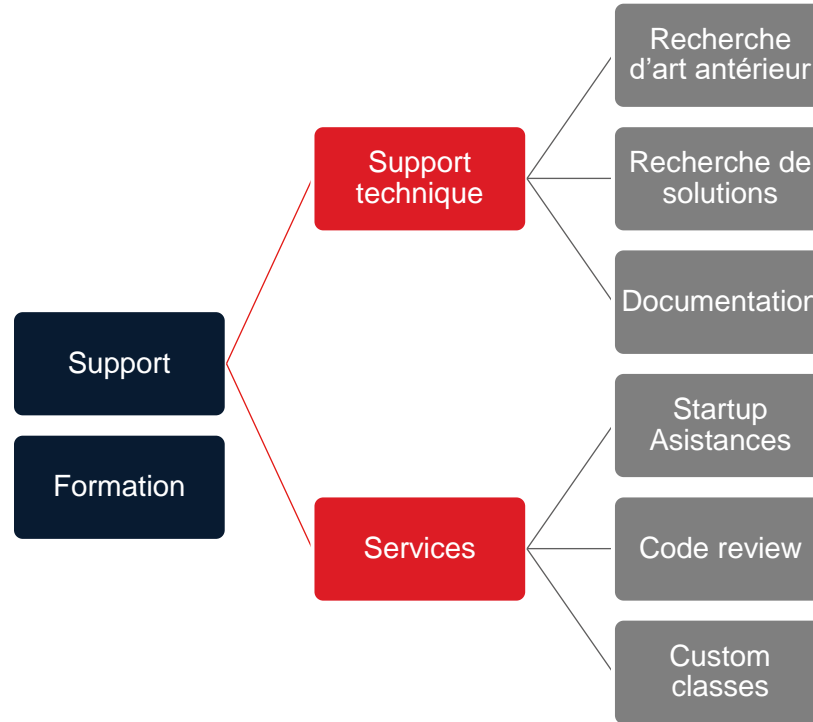 Support
Formation
Support
technique
Services
Recherche
d’art antérieur
Recherche de
solutions
Documentation
Startup
Asistances
Code review
Custom
classes